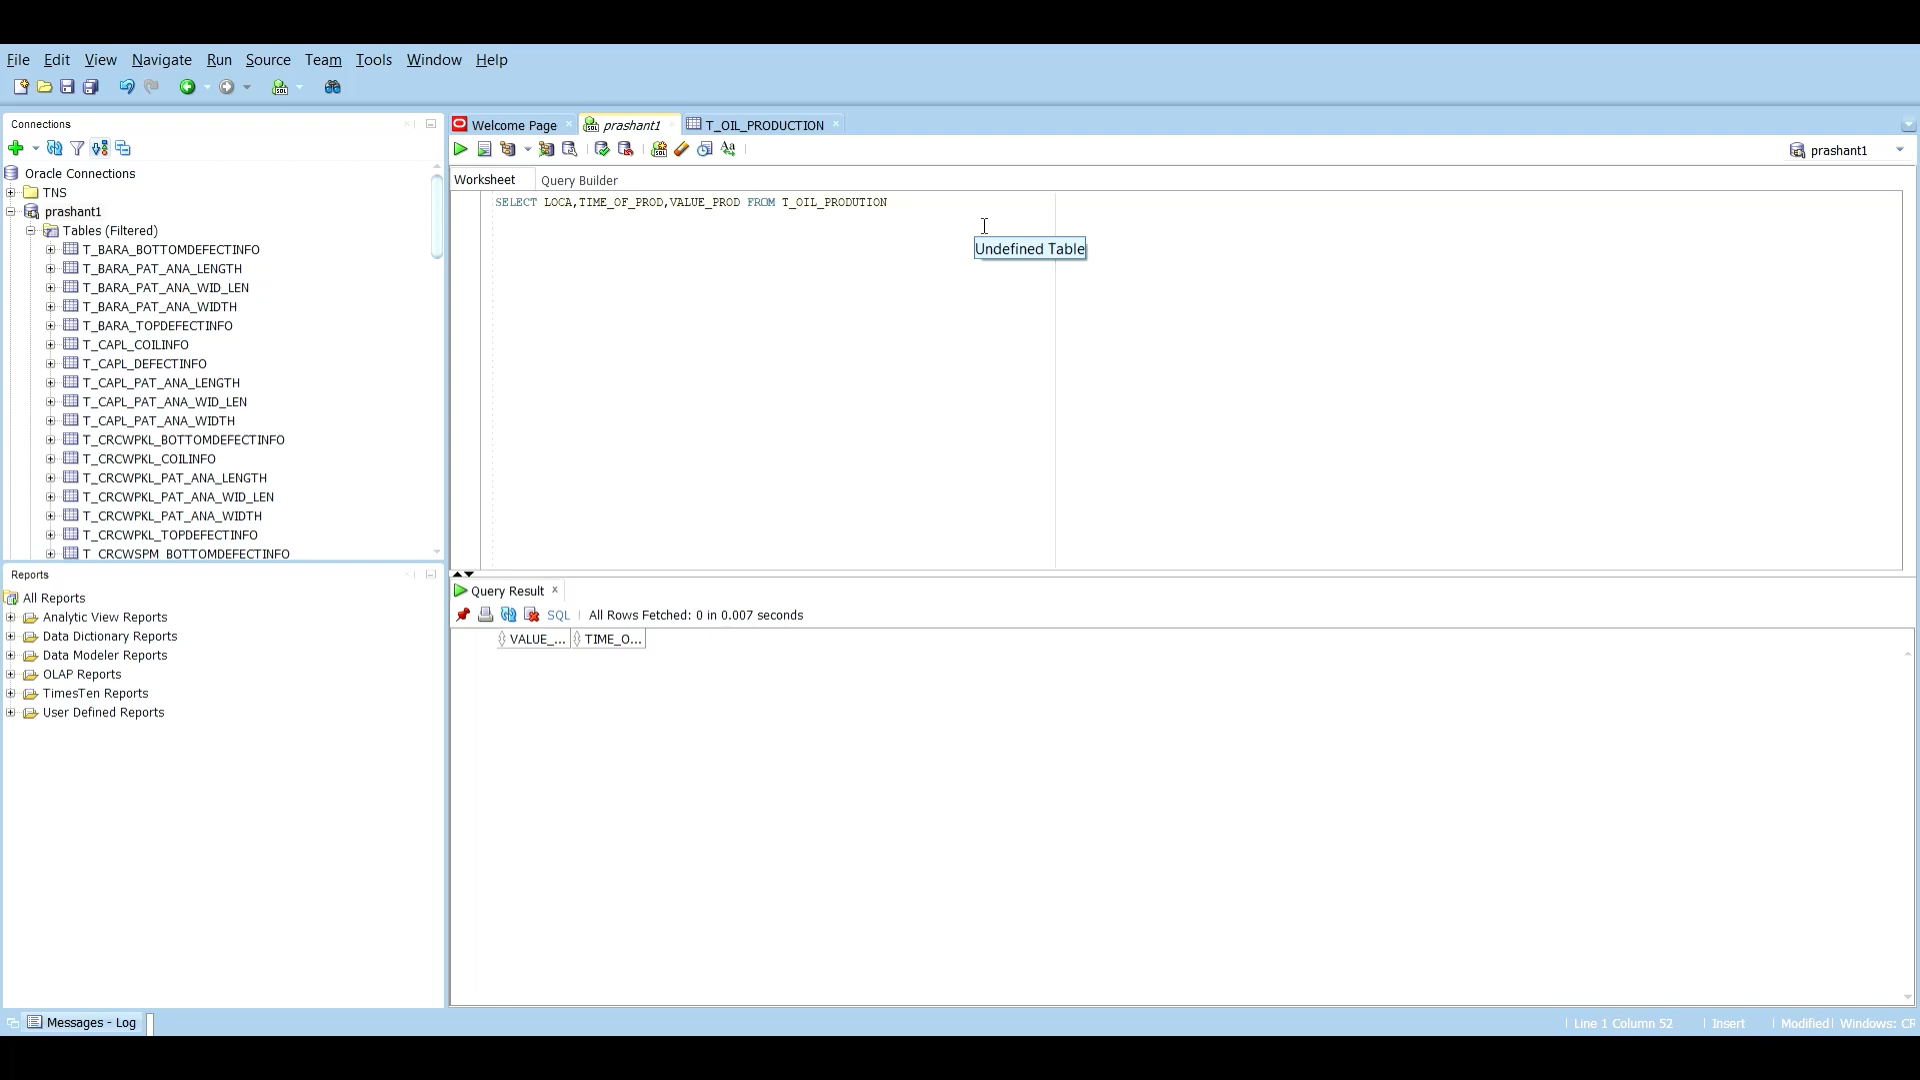 File Edit View Navigate Run Source Team Tools Window Help
Connections
Oracle Connections
TNS
prashant1
Tables (Filtered)
T_BARA_BOTTOMDEFECTINFO
T_BARA_PAT_ANA_LENGTH
T_BARA_PAT_ANA_WID_LEN
T_BARA_PAT_ANA_WIDTH
T_BARA_TOPDEFECTINFO
T_CAPL_COILINFO
T_CAPL_DEFECTINFO
T_CAPL_PAT_ANA_LENGTH
T_CAPL_PAT_ANA_WID_LEN
T_CAPL_PAT_ANA_WIDTH
T_CRCWPKL_BOTTOMDEFECTINFO
T_CRCWPKL_COILINFO
T_CRCWPKL_PAT_ANA_LENGTH
T_CRCWPKL_PAT_ANA_WID_LEN
T_CRCWPKL_PAT_ANA_WIDTH
T_CRCWPKL_TOPDEFECTINFO
T_CRCWSPM_BOTTOMDEFECTINFO
Reports
All Reports
Analytic View Reports
Data Dictionary Reports
Data Modeler Reports
OLAP Reports
TimesTen Reports
User Defined Reports
Welcome Page prashant1 T_OIL_PRODUCTION
prashant1
Worksheet Query Builder
SELECT LOCA,TIME_OF_PROD,VALUE_PROD FROM T_OIL_PRODUTION
Undefined Table
Query Result
SQL All Rows Fetched: 0 in 0.007 seconds
VALUE_... TIME_O...
Messages - Log
Line 1 Column 52 Insert Modified Windows: CR